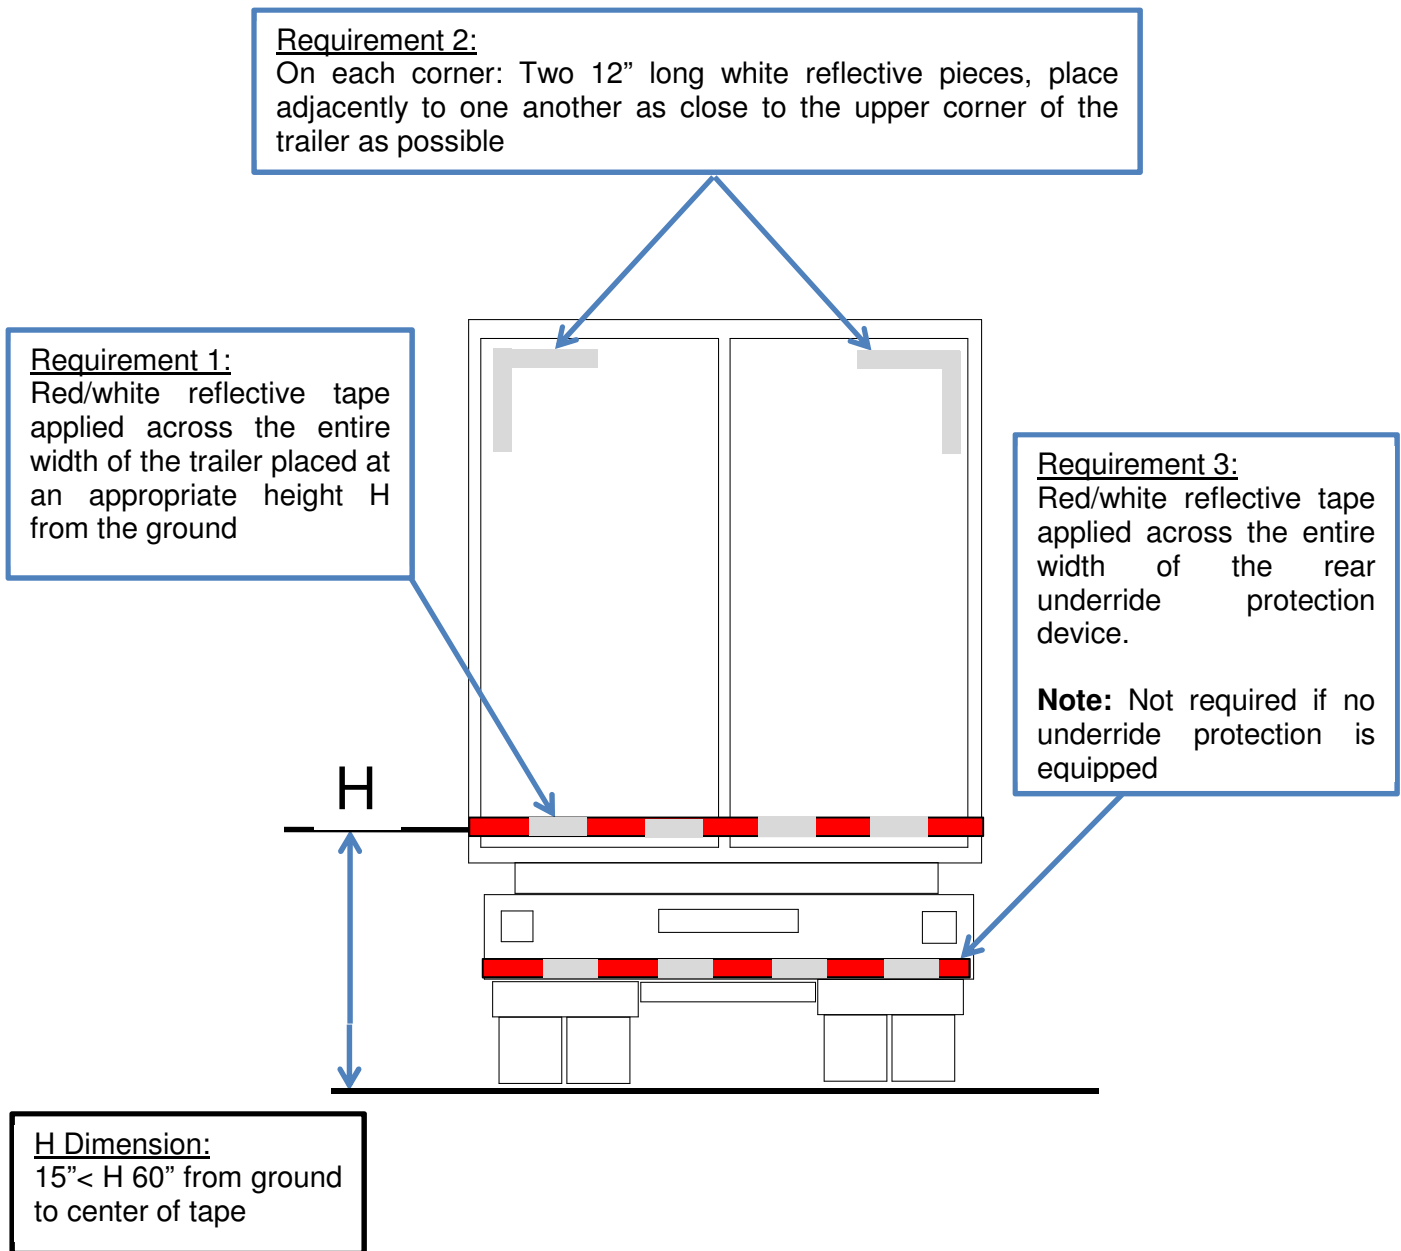 Requirement 2:
On each corner: Two 12” long white reflective pieces, place
adjacently to one another as close to the upper corner of the
trailer as possible
Requirement 1:
Red/white reflective tape
applied across the entire
width of the trailer placed at
an appropriate height H
from the ground
Requirement 3:
Red/white reflective tape
applied across the entire
width of the rear
underride protection
device.
Note: Not required if no
underride protection is
equipped
H
H Dimension:
15”< H 60” from ground
to center of tape